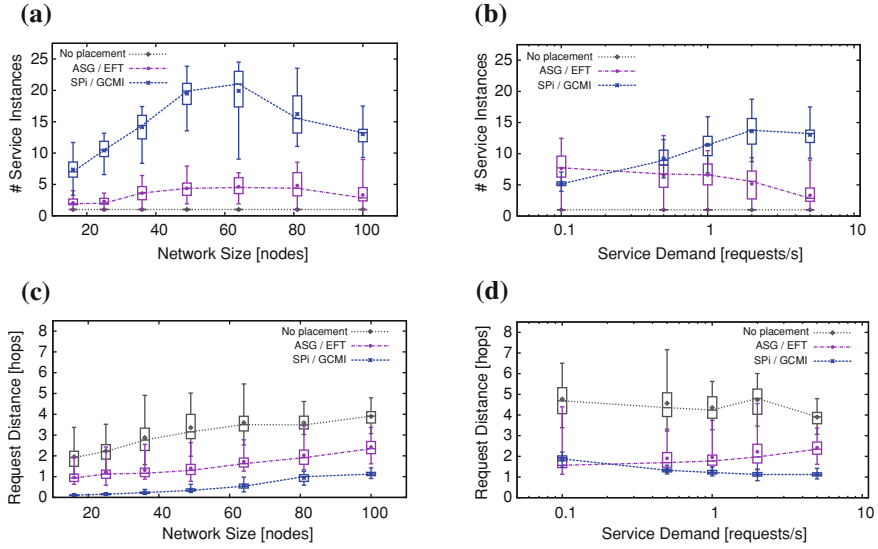 (a)
No placement
ASG / EFT
SPi / GCMI
25
20
15
10
5
0
# Service Instances
20 40 60 80 100
Network Size [nodes]
(b)
No placement
ASG / EFT
SPi / GCMI
25
20
15
10
5
0
# Service Instances
0.1 1 10
Service Demand [requests/s]
(c)
No placement
ASG / EFT
SPi / GCMI
8
7
6
5
4
3
2
1
0
Request Distance [hops]
20 40 60 80 100
Network Size [nodes]
(d)
No placement
ASG / EFT
SPi / GCMI
8
7
6
5
4
3
2
1
0
Request Distance [hops]
0.1 1 10
Service Demand [requests/s]